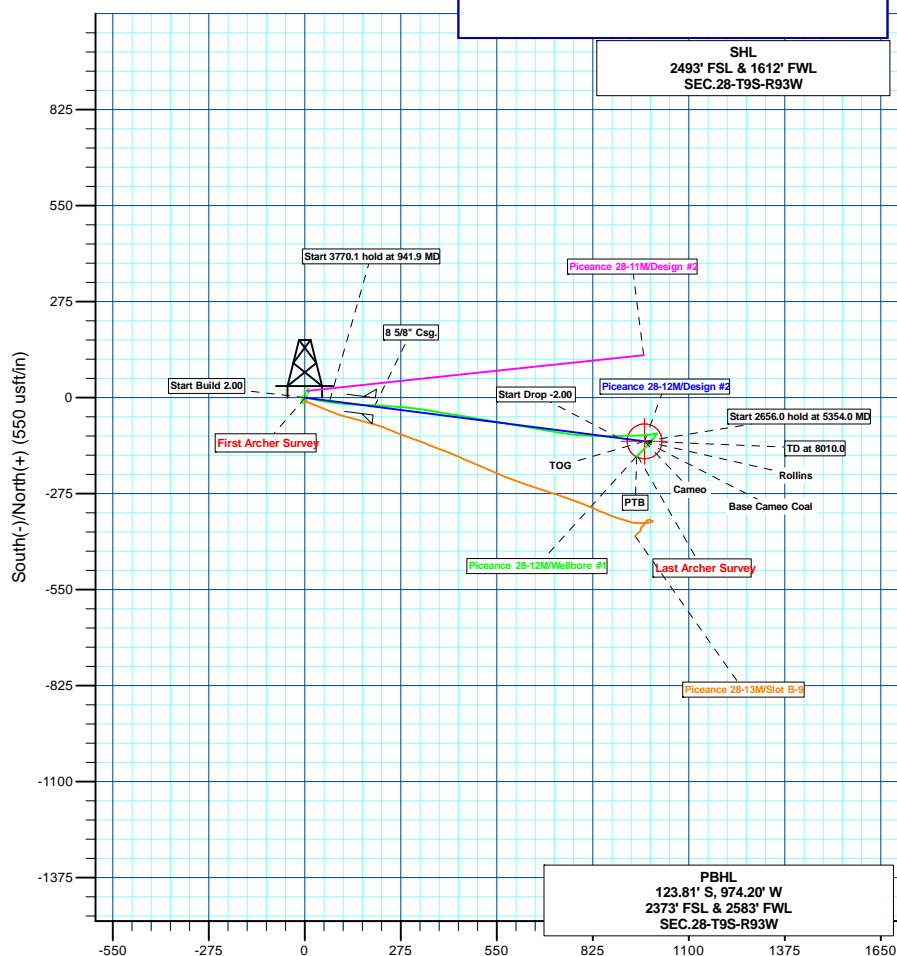 SHL
2493' FSL & 1612' FWL
SEC.28-T9S-R93W
825
550
275
0
-275
-550
-825
-1100
-1375
South(-)/North(+) (550 usft/in)
Start 3770.1 hold at 941.9 MD
Piceance 28-11M/Design #2
8 5/8" Csg.
Start Build 2.00
Start Drop -2.00
Piceance 28-12M/Design #2
Start 2656.0 hold at 5354.0 MD
First Archer Survey
TD at 8010.0
TOG
Rollins
Cameo
PTB
Base Cameo Coal
Piceance 28-12M/Wellbore #1
Last Archer Survey
Piceance 28-13M/Slot B-9
PBHL
123.81' S, 974.20' W
2373' FSL & 2583' FWL
SEC.28-T9S-R93W
-550
-275
0
275
550
825
1100
1375
1650